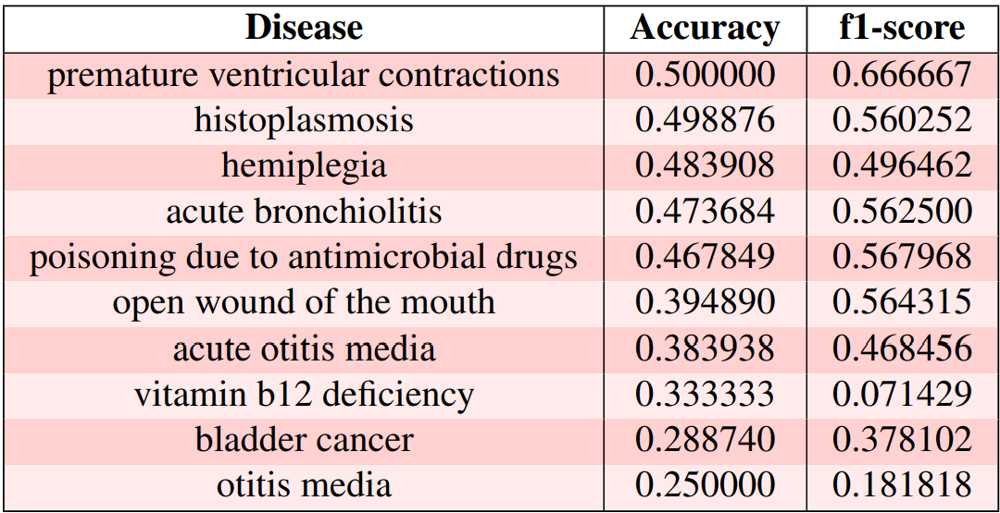 Disease Accuracy f1-score
premature ventricular contractions 0.500000 0.666667
histoplasmosis 0.498876 0.560252
hemiplegia 0.483908 0.496462
acute bronchiolitis 0.473684 0.562500
poisoning due to antimicrobial drugs 0.467849 0.567968
open wound of the mouth 0.394890 0.564315
acute otitis media 0.383938 0.468456
vitamin b12 deficiency 0.333333 0.071429
bladder cancer 0.288740 0.378102
otitis media 0.250000 0.181818